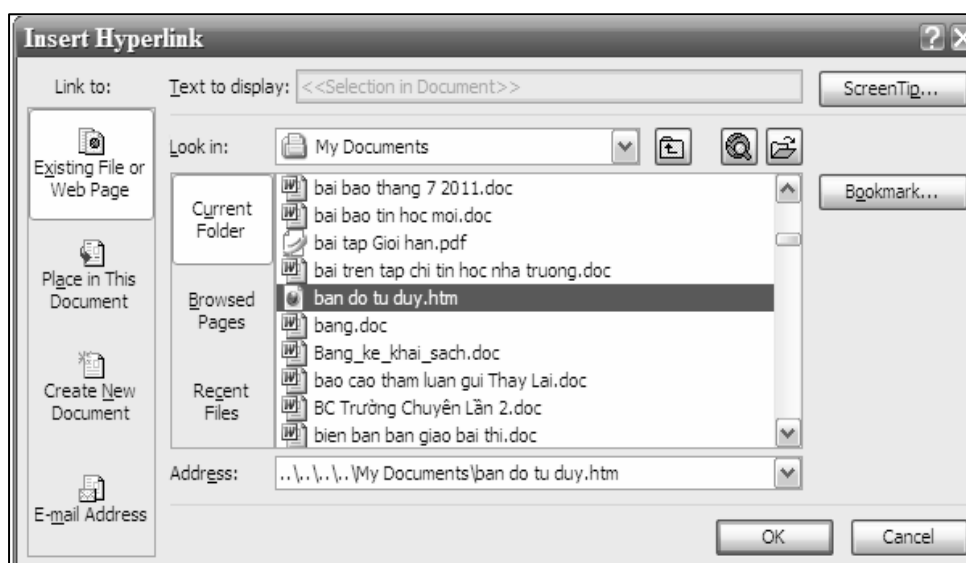 Insert Hyperlink
Link to:
Text to display: <<Selection in Document>>
ScreenTip...
Existing File or
Web Page
Look in:
My Documents
Bookmark...
Current
Folder
Browsed
Pages
Recent
Files
bai bao thang 7 2011.doc
bai bao tin hoc moi.doc
bai tap Gioi han.pdf
bai tren tap chi tin hoc nha truong.doc
ban do tu duy.htm
bang.doc
Bang_ke_khai_sach.doc
bao cao tham luan gui Thay Lai.doc
BC Trường Chuyên Lần 2.doc
bien ban ban giao bai thi.doc
Place in This
Document
Create New
Document
E-mail Address
Address:
..\..\..\..\My Documents\ban do tu duy.htm
OK
Cancel